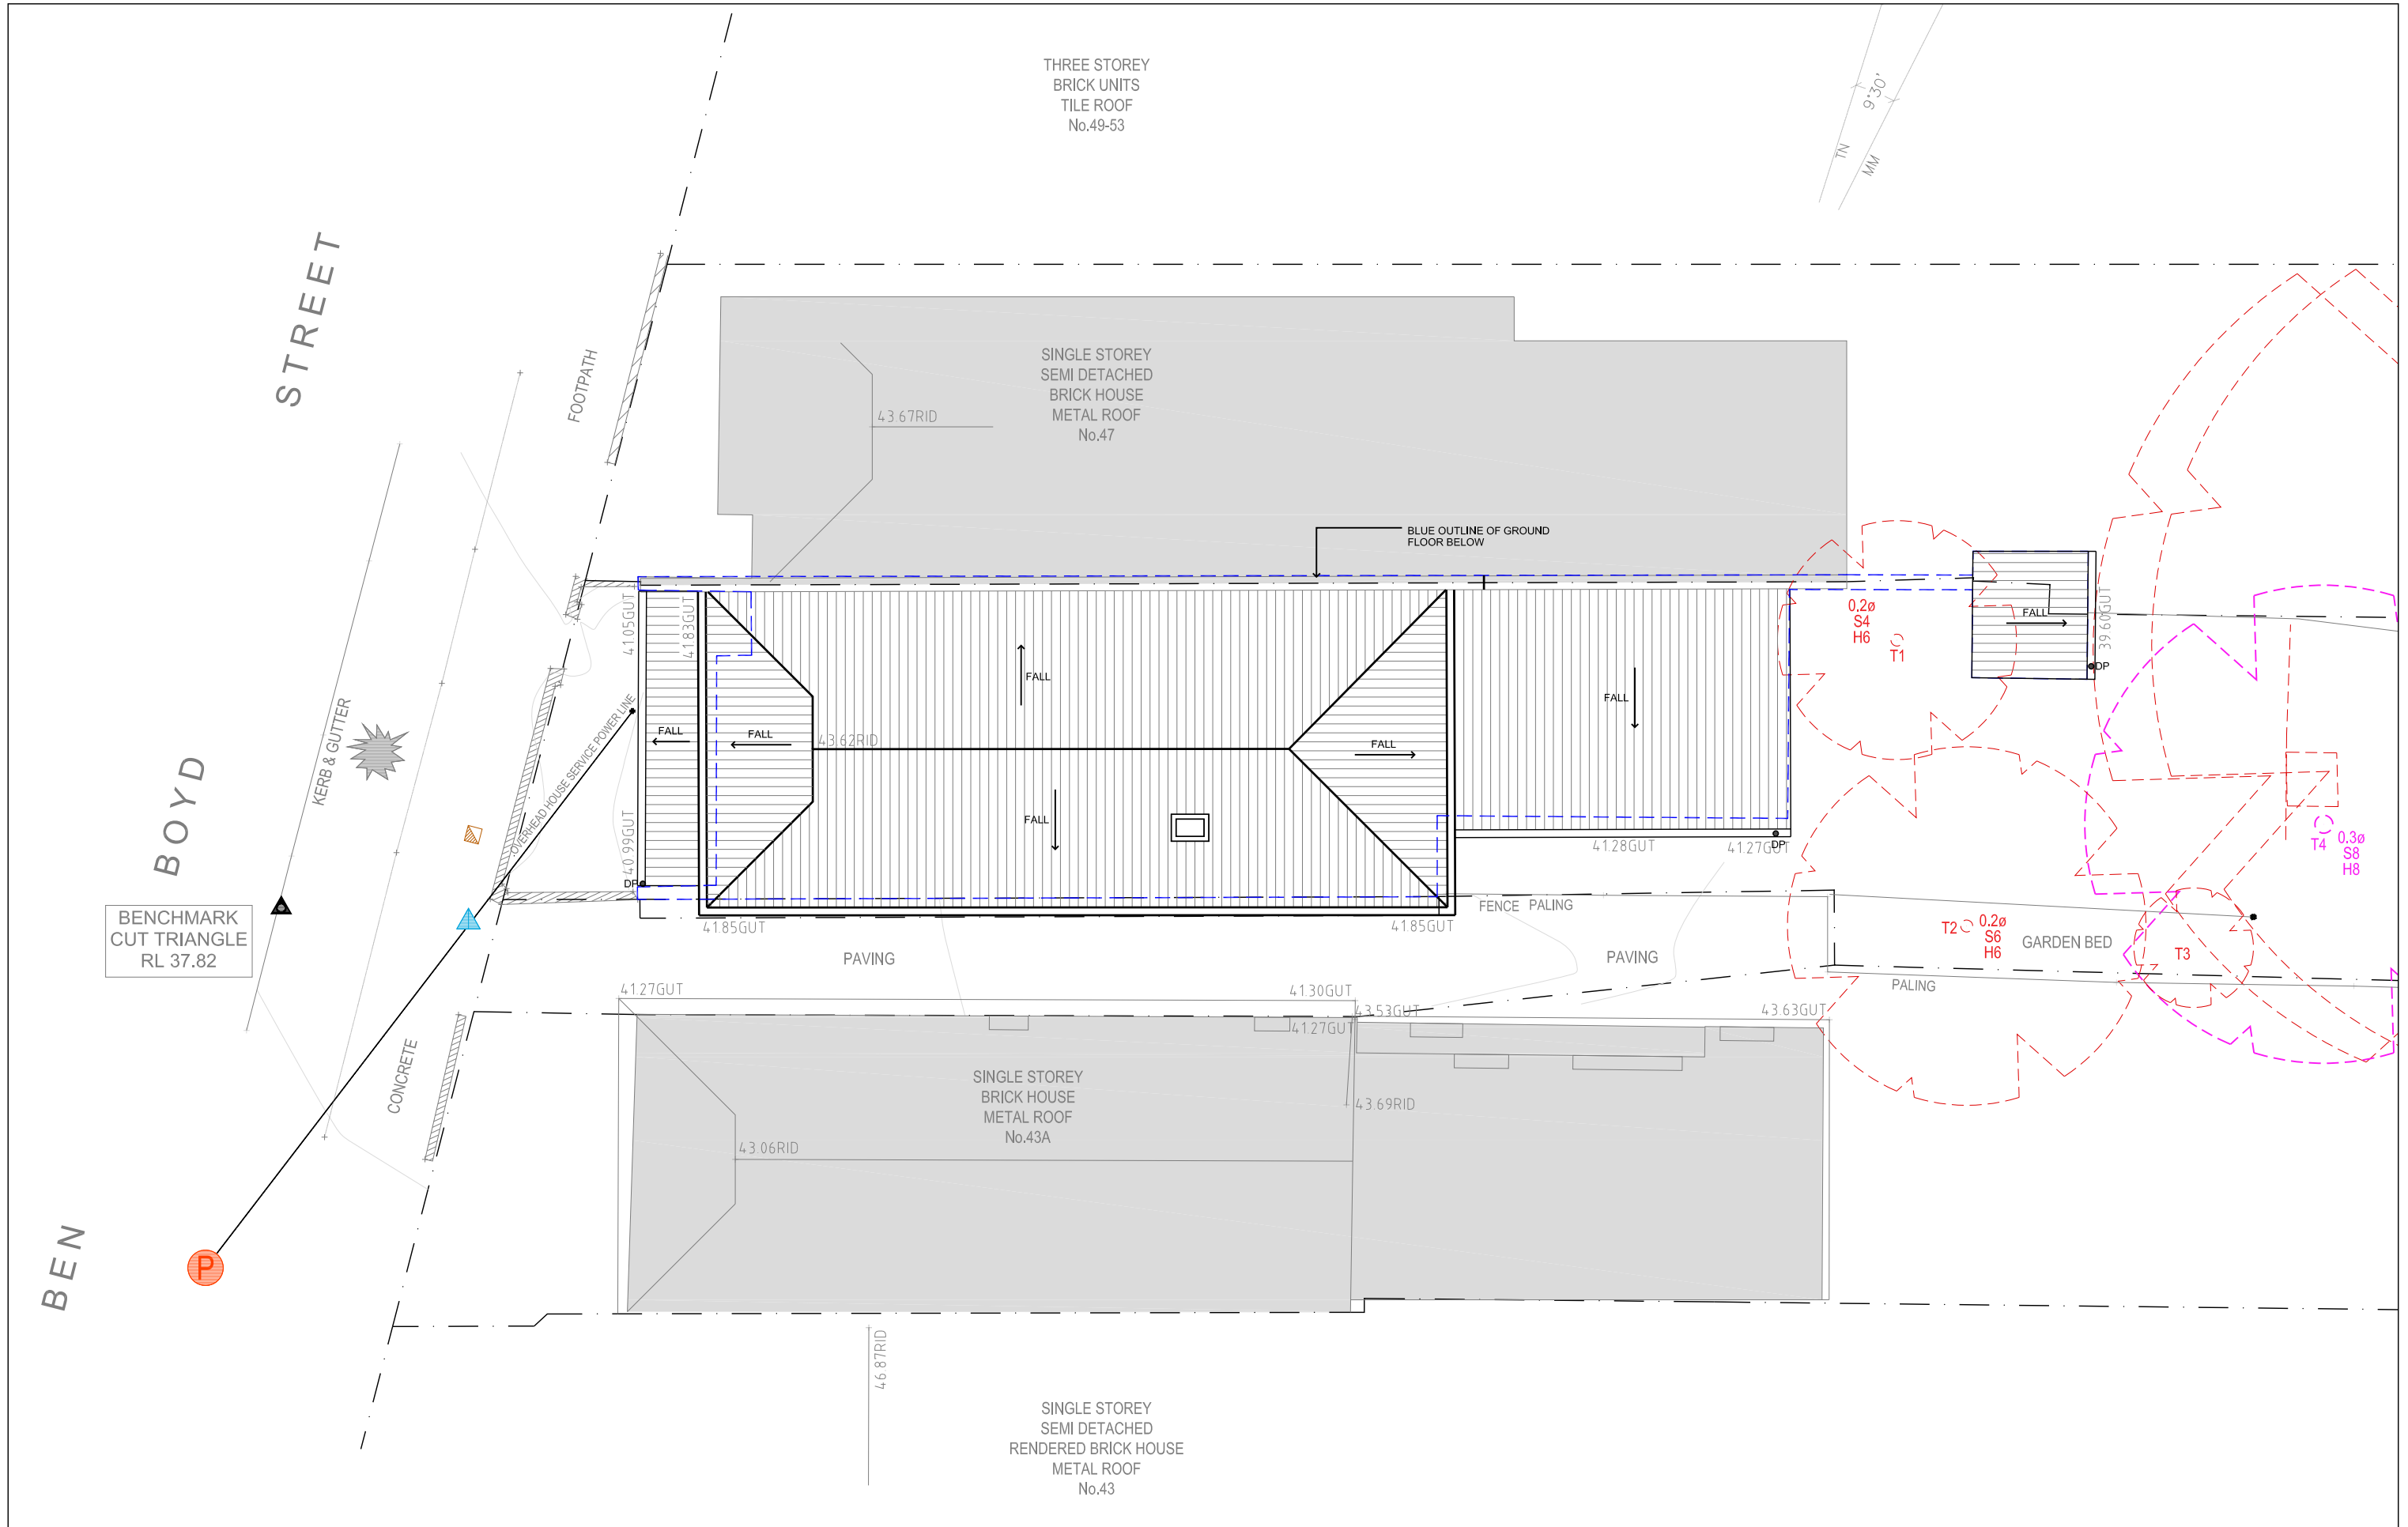 THREE STOREY
BRICK UNITS
TILE ROOF
No.49-53
9°30'
TN
MM
STREET
FOOTPATH
SINGLE STOREY
SEMI DETACHED
BRICK HOUSE
METAL ROOF
No.47
43.67RID
BLUE OUTLINE OF GROUND
FLOOR BELOW
41.05GUT
41.83GUT
0.2ø
S4
H6
T1
FALL
39.60GUT
DP
FALL
FALL
FALL
FALL
43.62RID
FALL
FALL
OVERHEAD HOUSE SERVICE POWER LINE
KERB & GUTTER
BOYD
40.99GUT
DP
DP
41.28GUT
41.27GUT
T4
0.3ø
S8
H8
BENCHMARK
CUT TRIANGLE
RL 37.82
41.85GUT
41.85GUT
FENCE PALING
T2
0.2ø
S6
H6
GARDEN BED
T3
PAVING
PAVING
PALING
41.27GUT
41.30GUT
43.53GUT
43.63GUT
41.27GUT
CONCRETE
SINGLE STOREY
BRICK HOUSE
METAL ROOF
No.43A
43.69RID
43.06RID
BEN
P
46.87RID
SINGLE STOREY
SEMI DETACHED
RENDERED BRICK HOUSE
METAL ROOF
No.43